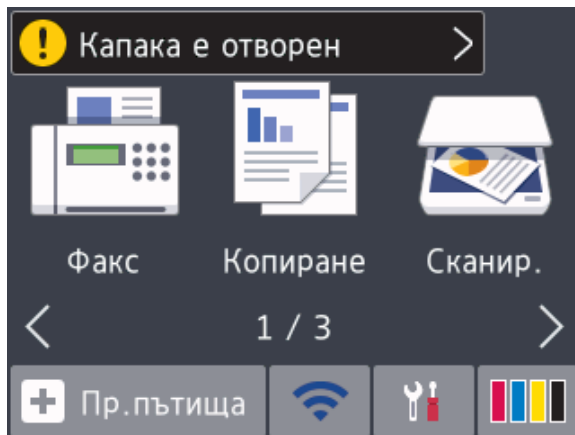 Капака е отворен
Факс
Копиране
Сканир.
1 / 3
Пр.пътища